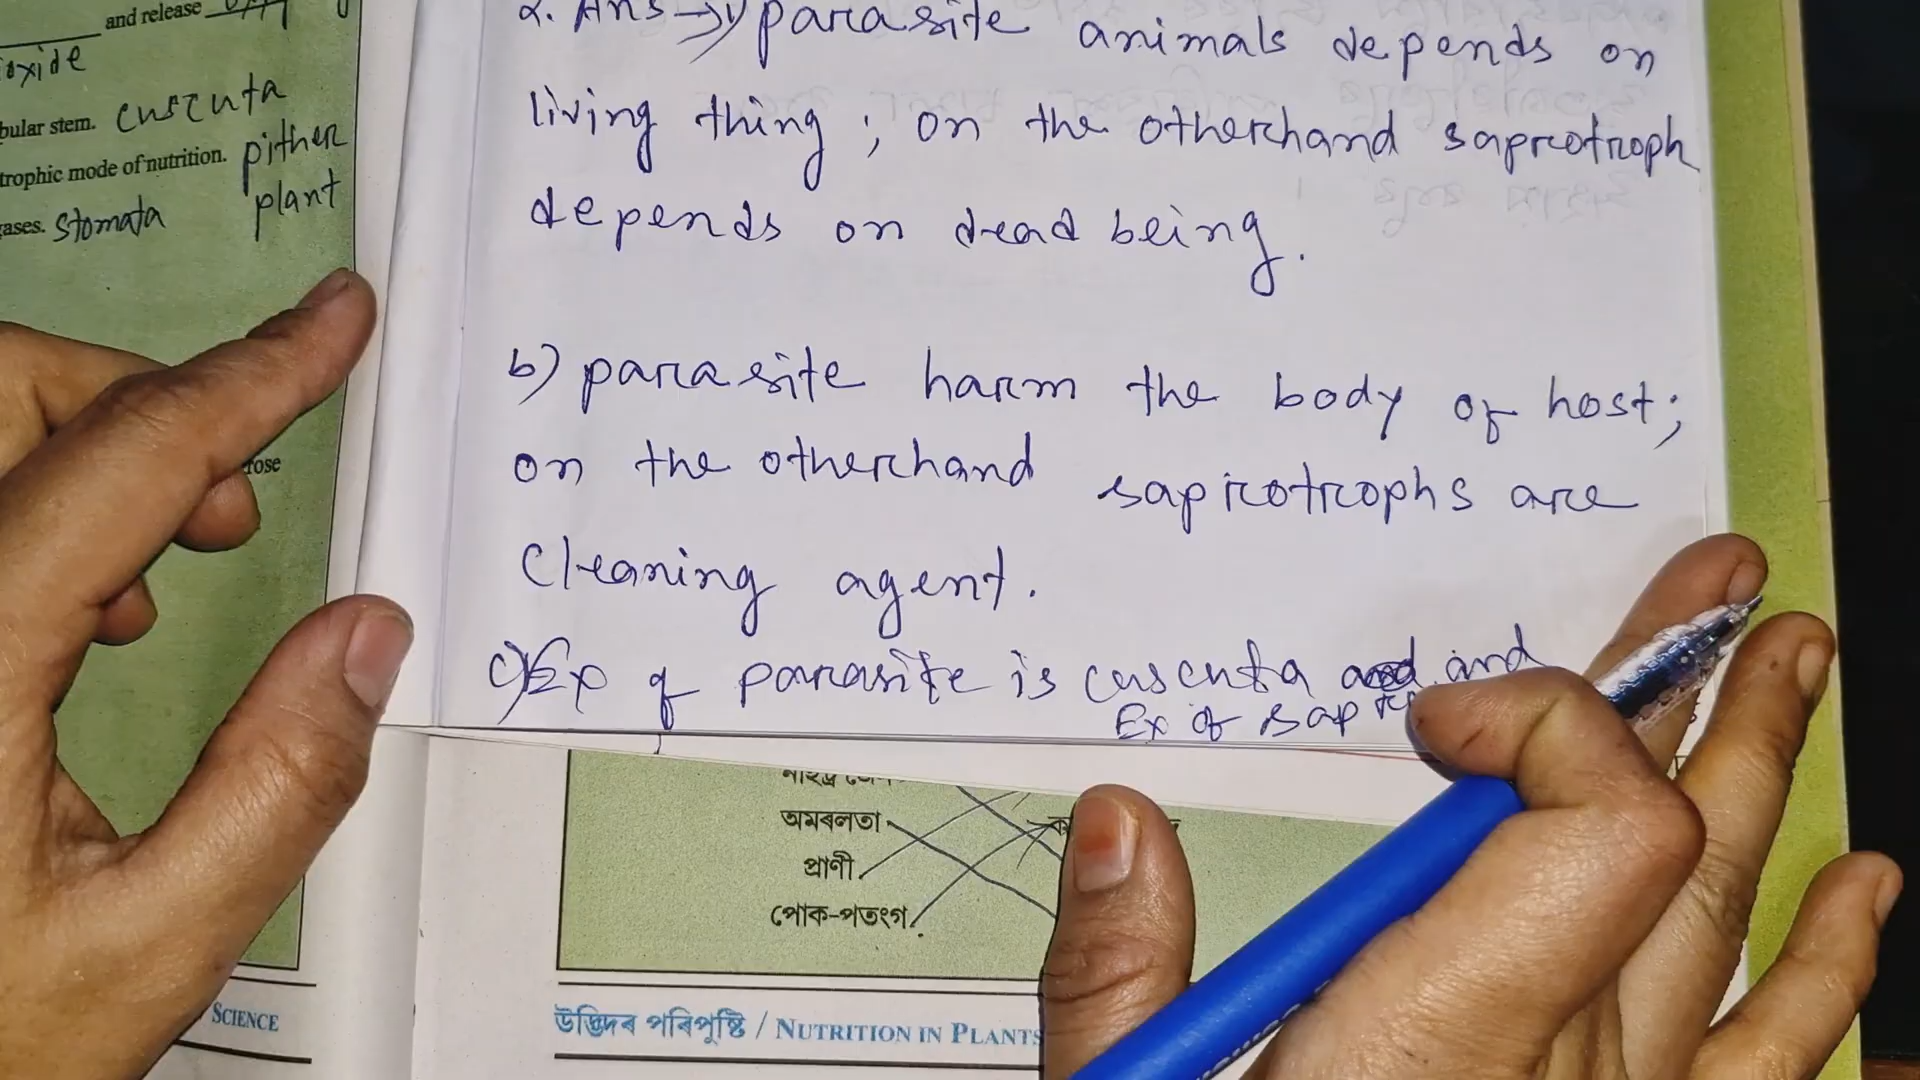 and release
oxide
bular stem. cuscuta
trophic mode of nutrition. pither
plant
ases. stomata
rose
SCIENCE
2. Ans → parasite animals depends on
living thing ; on the otherhand saprotroph
depends on dead being.
b) parasite harm the body of host ;
on the otherhand saprotrophs are
cleaning agent.
c) Ex of parasite is cuscuta and
Ex of sap
অমৰলতা
প্ৰাণী
পোক-পতংগ
উদ্ভিদৰ পৰিপুষ্টি / NUTRITION IN PLANTS